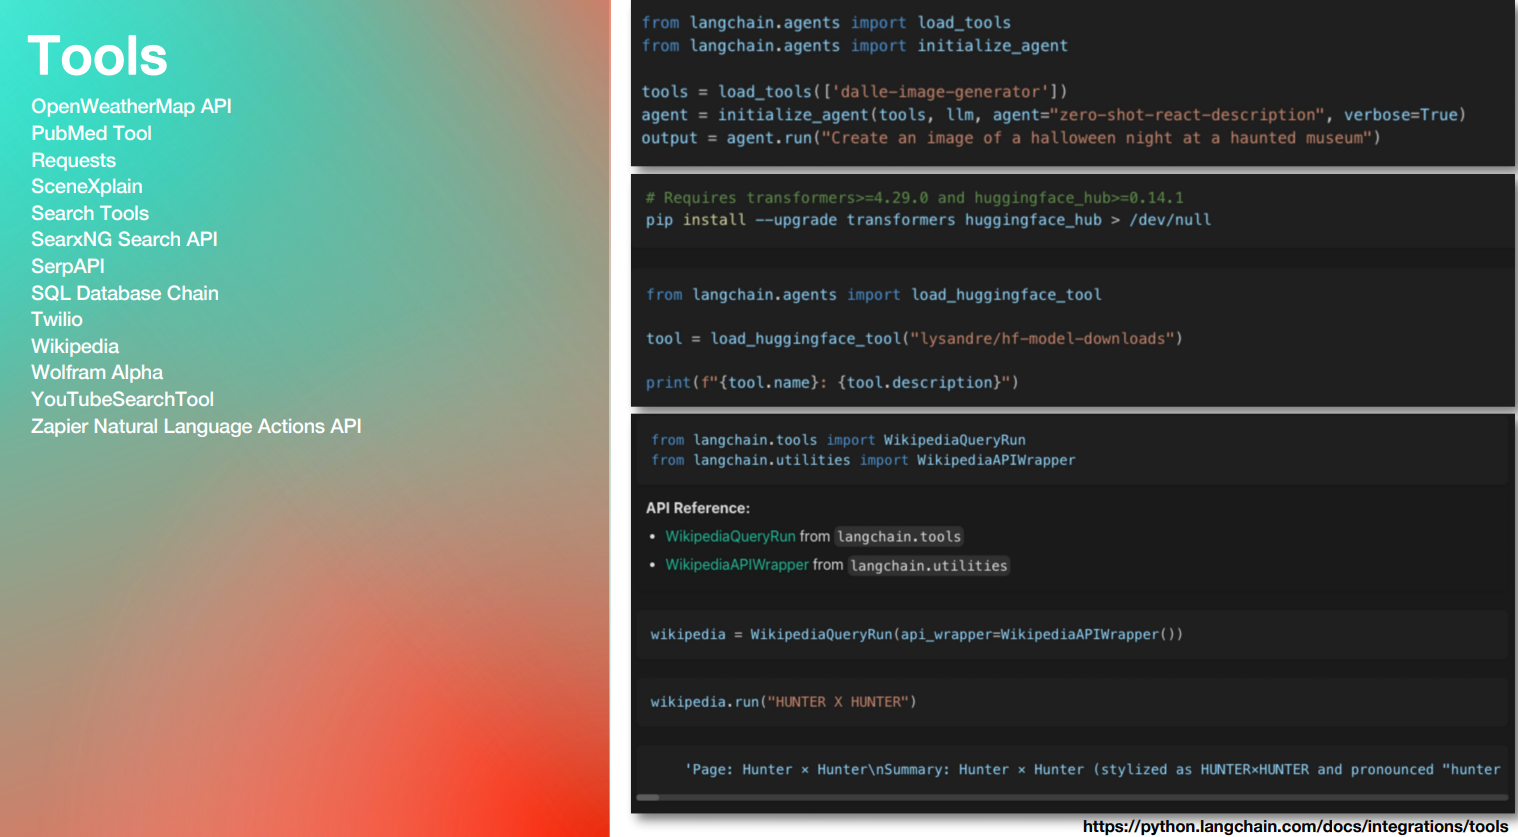 Tools
OpenWeatherMap API
PubMed Tool
Requests
SceneXplain
Search Tools
SearxNG Search API
SerpAPI
SQL Database Chain
Twilio
Wikipedia
Wolfram Alpha
YouTubeSearchTool
Zapier Natural Language Actions API
from langchain.agents import load_tools
from langchain.agents import initialize_agent
tools = load_tools(['dalle-image-generator'])
agent = initialize_agent(tools, llm, agent="zero-shot-react-description", verbose=True)
output = agent.run("Create an image of a halloween night at a haunted museum")
# Requires transformers>=4.29.0 and huggingface_hub>=0.14.1
pip install --upgrade transformers huggingface_hub > /dev/null
from langchain.agents import load_huggingface_tool
tool = load_huggingface_tool("lysandre/hf-model-downloads")
print(f"{tool.name}: {tool.description}")
from langchain.tools import WikipediaQueryRun
from langchain.utilities import WikipediaAPIWrapper
API Reference:
• WikipediaQueryRun from langchain.tools
• WikipediaAPIWrapper from langchain.utilities
wikipedia = WikipediaQueryRun(api_wrapper=WikipediaAPIWrapper())
wikipedia.run("HUNTER X HUNTER")
'Page: Hunter × Hunter\nSummary: Hunter × Hunter (stylized as HUNTER×HUNTER and pronounced "hunter
https://python.langchain.com/docs/integrations/tools